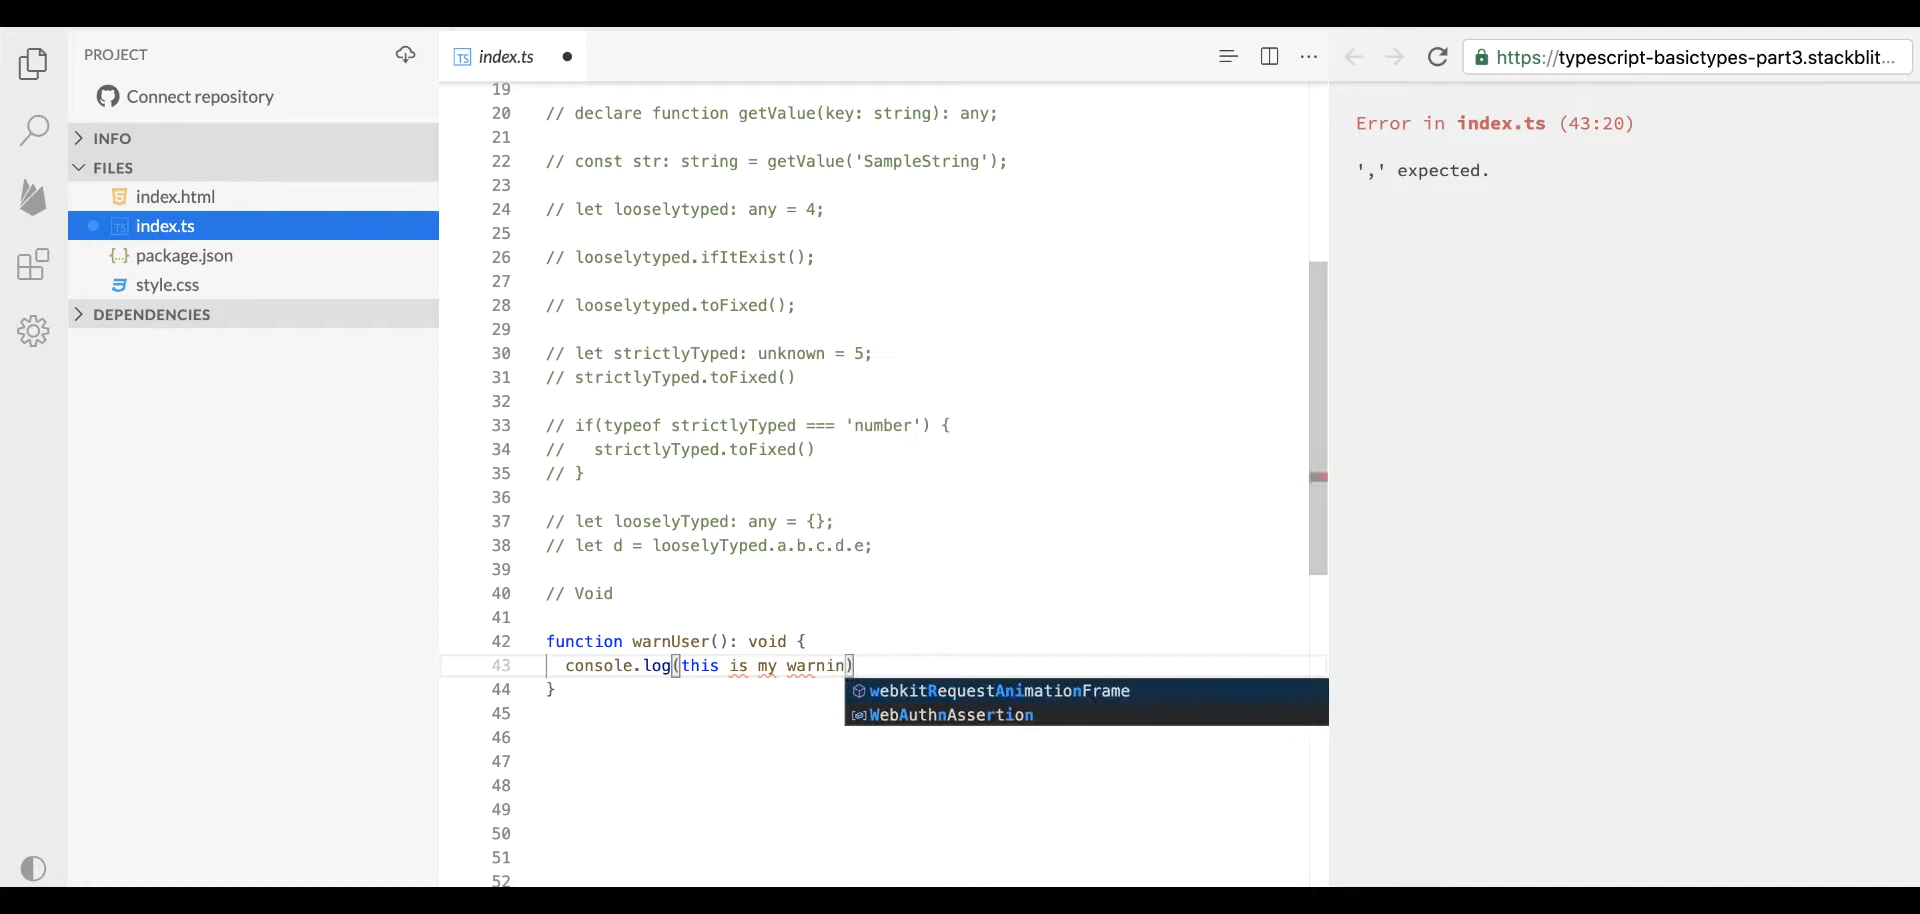 PROJECT
Connect repository
INFO
FILES
index.html
TS index.ts
{..} package.json
style.css
DEPENDENCIES
TS index.ts
19
20 // declare function getValue(key: string): any;
21
22 // const str: string = getValue('SampleString');
23
24 // let looselytyped: any = 4;
25
26 // looselytyped.ifItExist();
27
28 // looselytyped.toFixed();
29
30 // let strictlyTyped: unknown = 5;
31 // strictlyTyped.toFixed()
32
33 // if(typeof strictlyTyped === 'number') {
34 //   strictlyTyped.toFixed()
35 // }
36
37 // let looselyTyped: any = {};
38 // let d = looselyTyped.a.b.c.d.e;
39
40 // Void
41
42 function warnUser(): void {
43   console.log(this is my warnin)
44 }
webkitRequestAnimationFrame
WebAuthnAssertion
45
46
47
48
49
50
51
52
https://typescript-basictypes-part3.stackblit...
Error in index.ts (43:20)
',' expected.